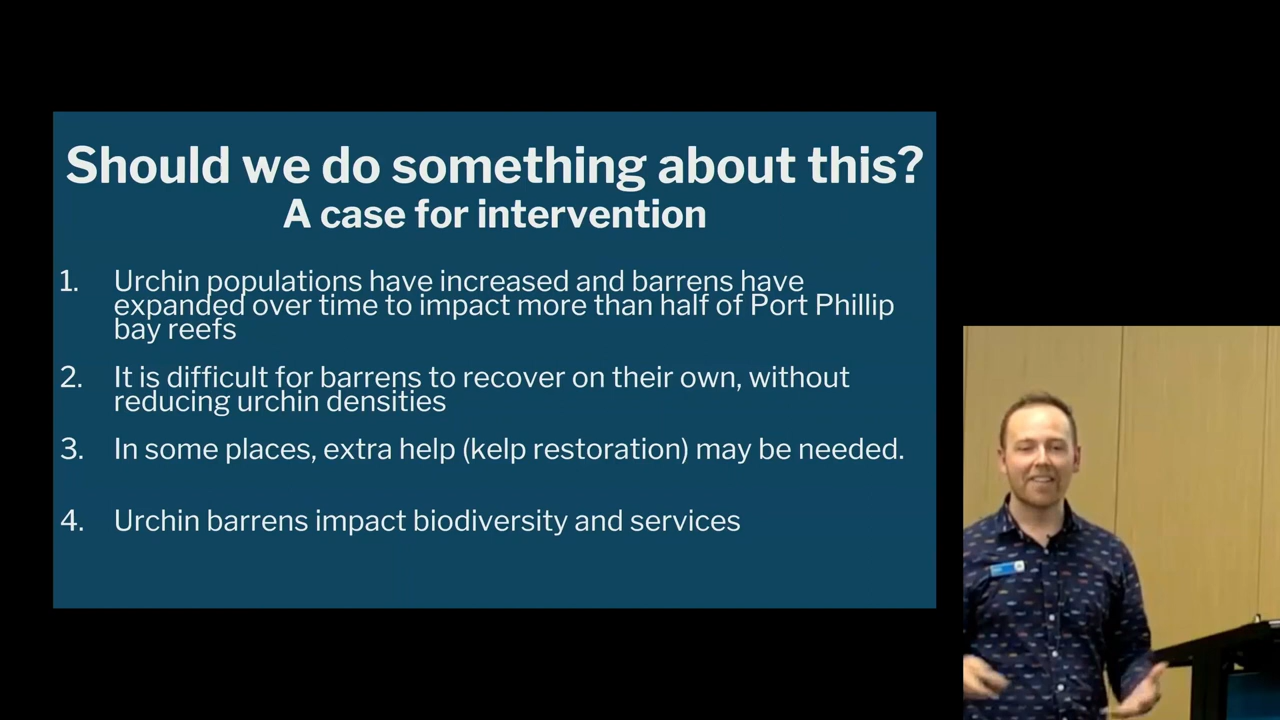 Should we do something about this?
A case for intervention
1. Urchin populations have increased and barrens have
expanded over time to impact more than half of Port Phillip
bay reefs
2. It is difficult for barrens to recover on their own, without
reducing urchin densities
3. In some places, extra help (kelp restoration) may be needed.
4. Urchin barrens impact biodiversity and services